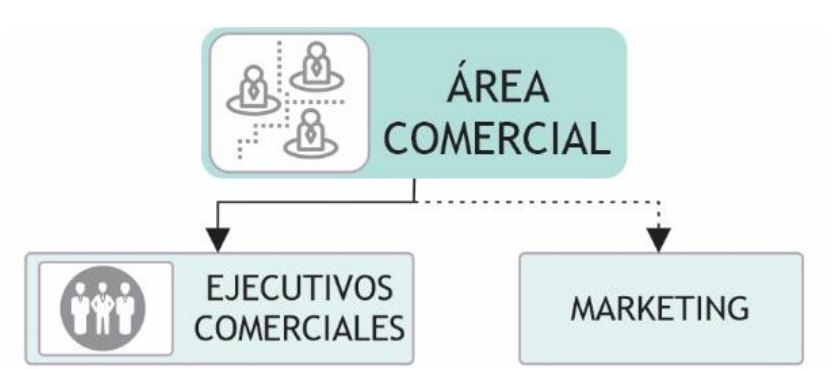 ÁREA
COMERCIAL
EJECUTIVOS
COMERCIALES
MARKETING